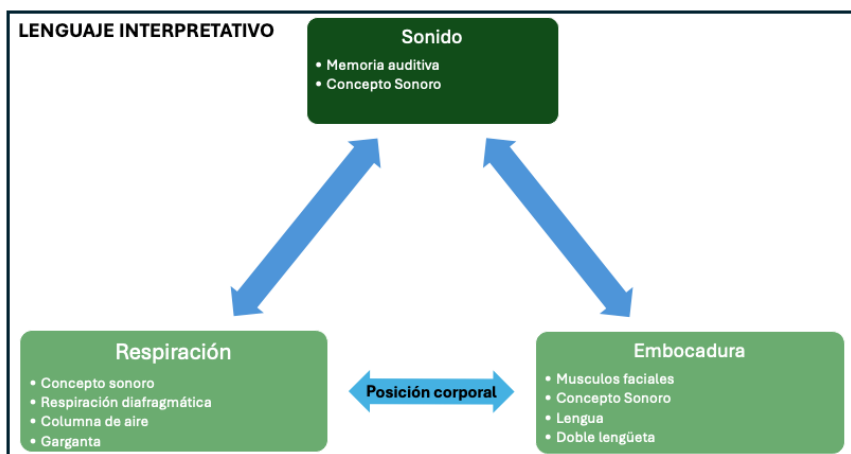 LENGUAJE INTERPRETATIVO
Sonido
• Memoria auditiva
• Concepto Sonoro
Respiración
• Concepto sonoro
• Respiración diafragmática
• Columna de aire
• Garganta
Posición corporal
Embocadura
• Musculos faciales
• Concepto Sonoro
• Lengua
• Doble lengüeta